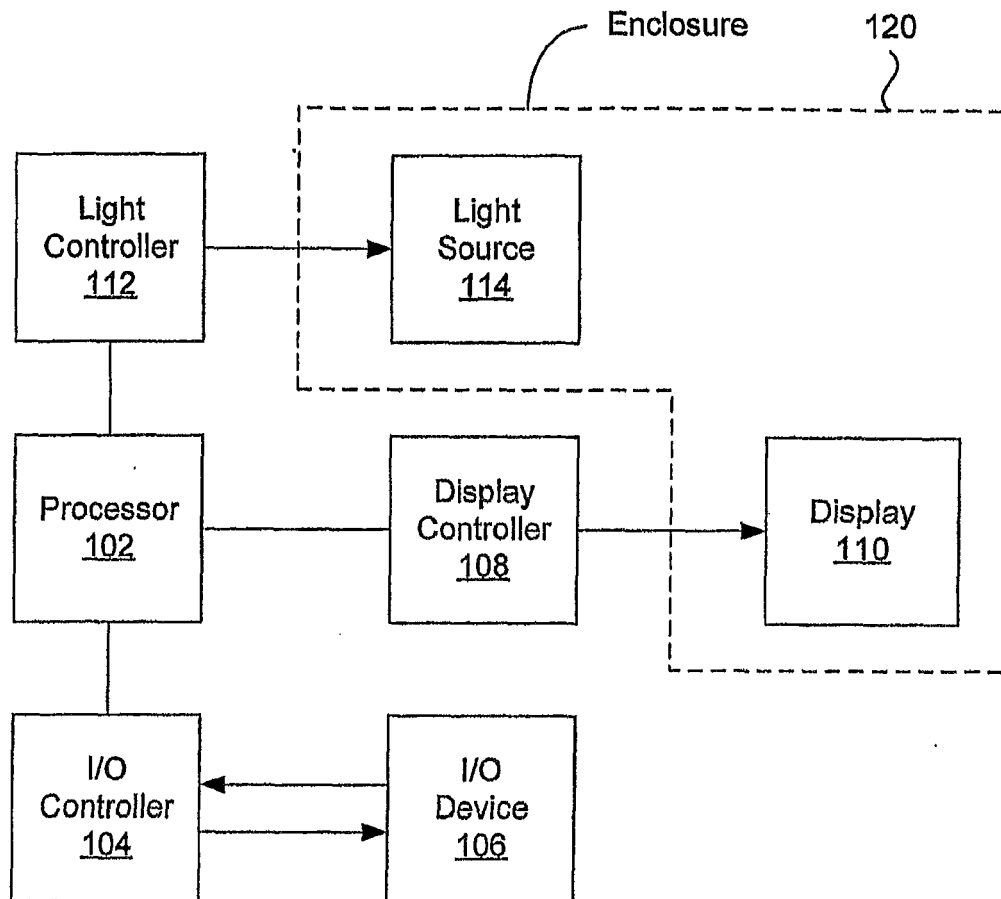 Enclosure
120
Light
Controller
112
Light
Source
114
Processor
102
Display
Controller
108
Display
110
I/O
Controller
104
I/O
Device
106